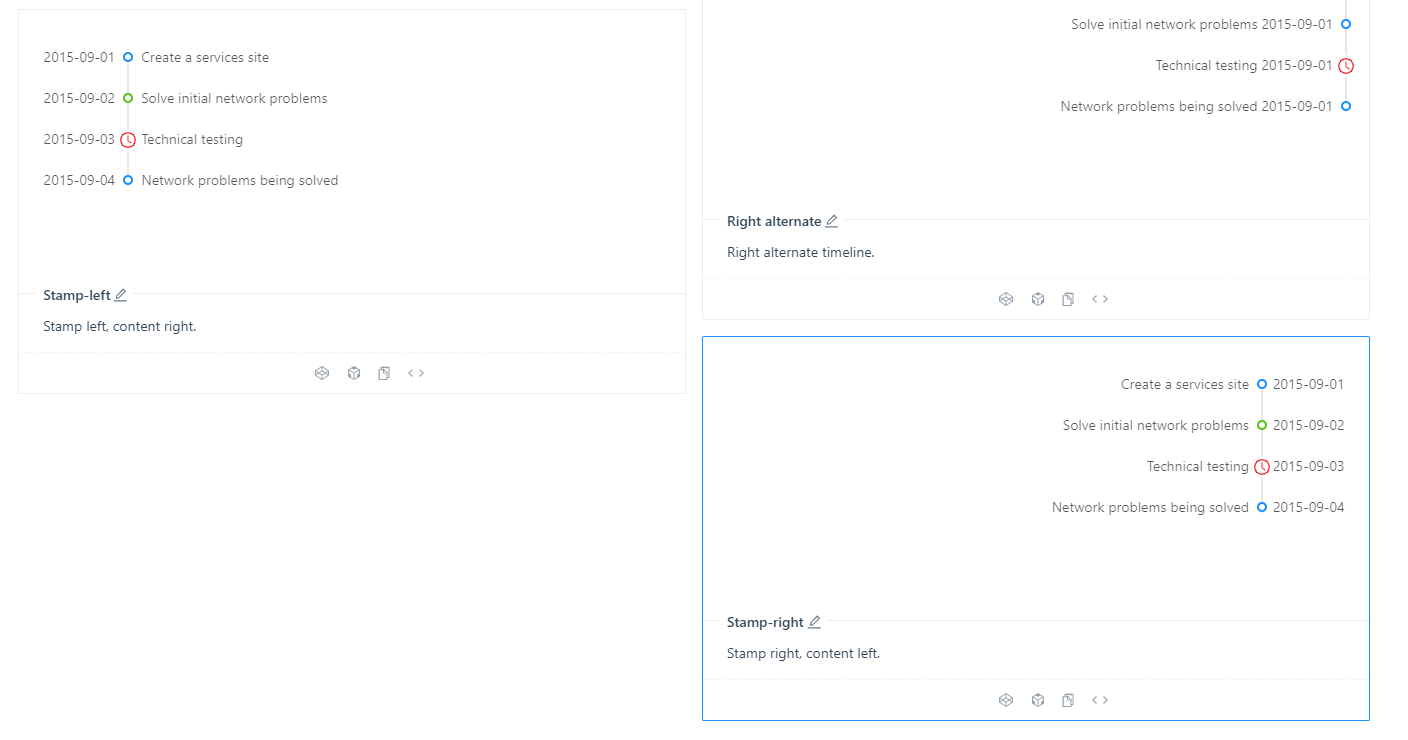 2015-09-01 Create a services site
2015-09-02 Solve initial network problems
2015-09-03 Technical testing
2015-09-04 Network problems being solved
Stamp-left
Stamp left, content right.
Solve initial network problems 2015-09-01
Technical testing 2015-09-01
Network problems being solved 2015-09-01
Right alternate
Right alternate timeline.
Create a services site 2015-09-01
Solve initial network problems 2015-09-02
Technical testing 2015-09-03
Network problems being solved 2015-09-04
Stamp-right
Stamp right, content left.